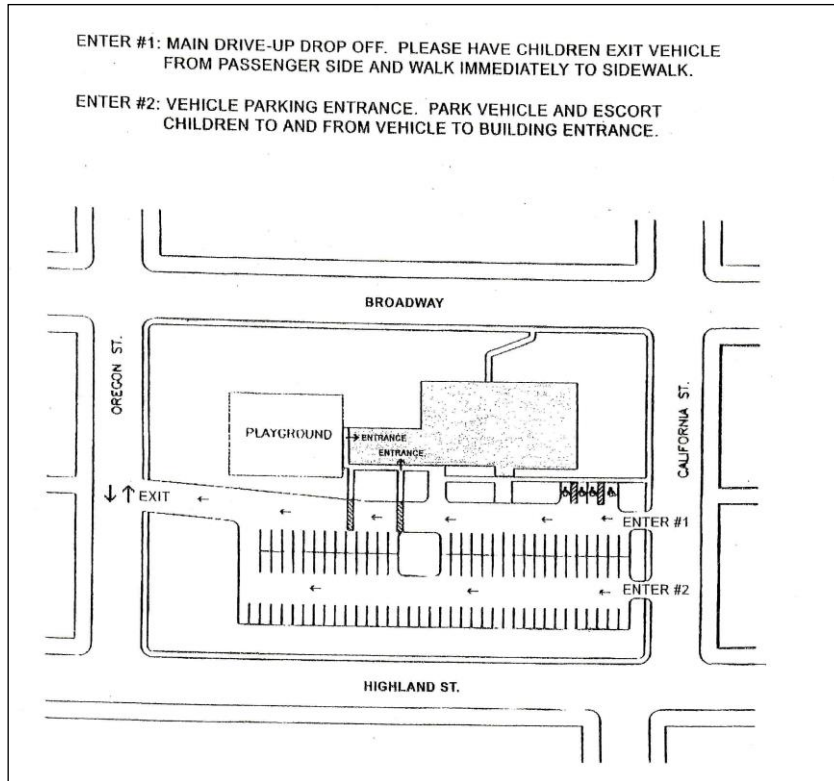 ENTER #1: MAIN DRIVE-UP DROP OFF. PLEASE HAVE CHILDREN EXIT VEHICLE
FROM PASSENGER SIDE AND WALK IMMEDIATELY TO SIDEWALK.
ENTER #2: VEHICLE PARKING ENTRANCE. PARK VEHICLE AND ESCORT
CHILDREN TO AND FROM VEHICLE TO BUILDING ENTRANCE.
BROADWAY
OREGON ST.
CALIFORNIA ST.
PLAYGROUND
ENTRANCE
ENTRANCE
EXIT
ENTER #1
ENTER #2
HIGHLAND ST.